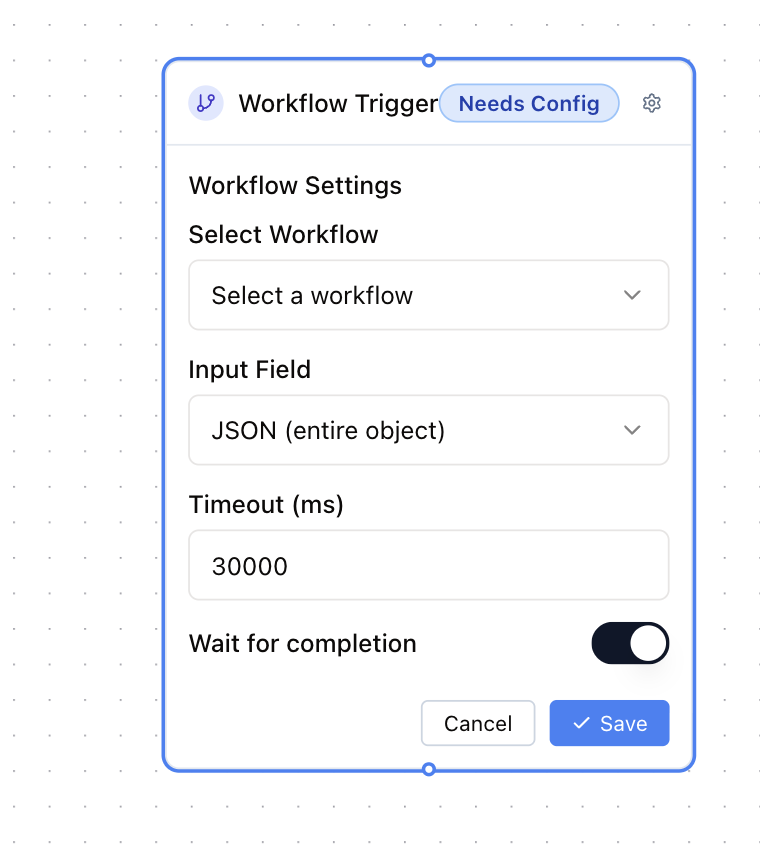 Workflow Trigger Needs Config
Workflow Settings
Select Workflow
Select a workflow
Input Field
JSON (entire object)
Timeout (ms)
30000
Wait for completion
Cancel Save